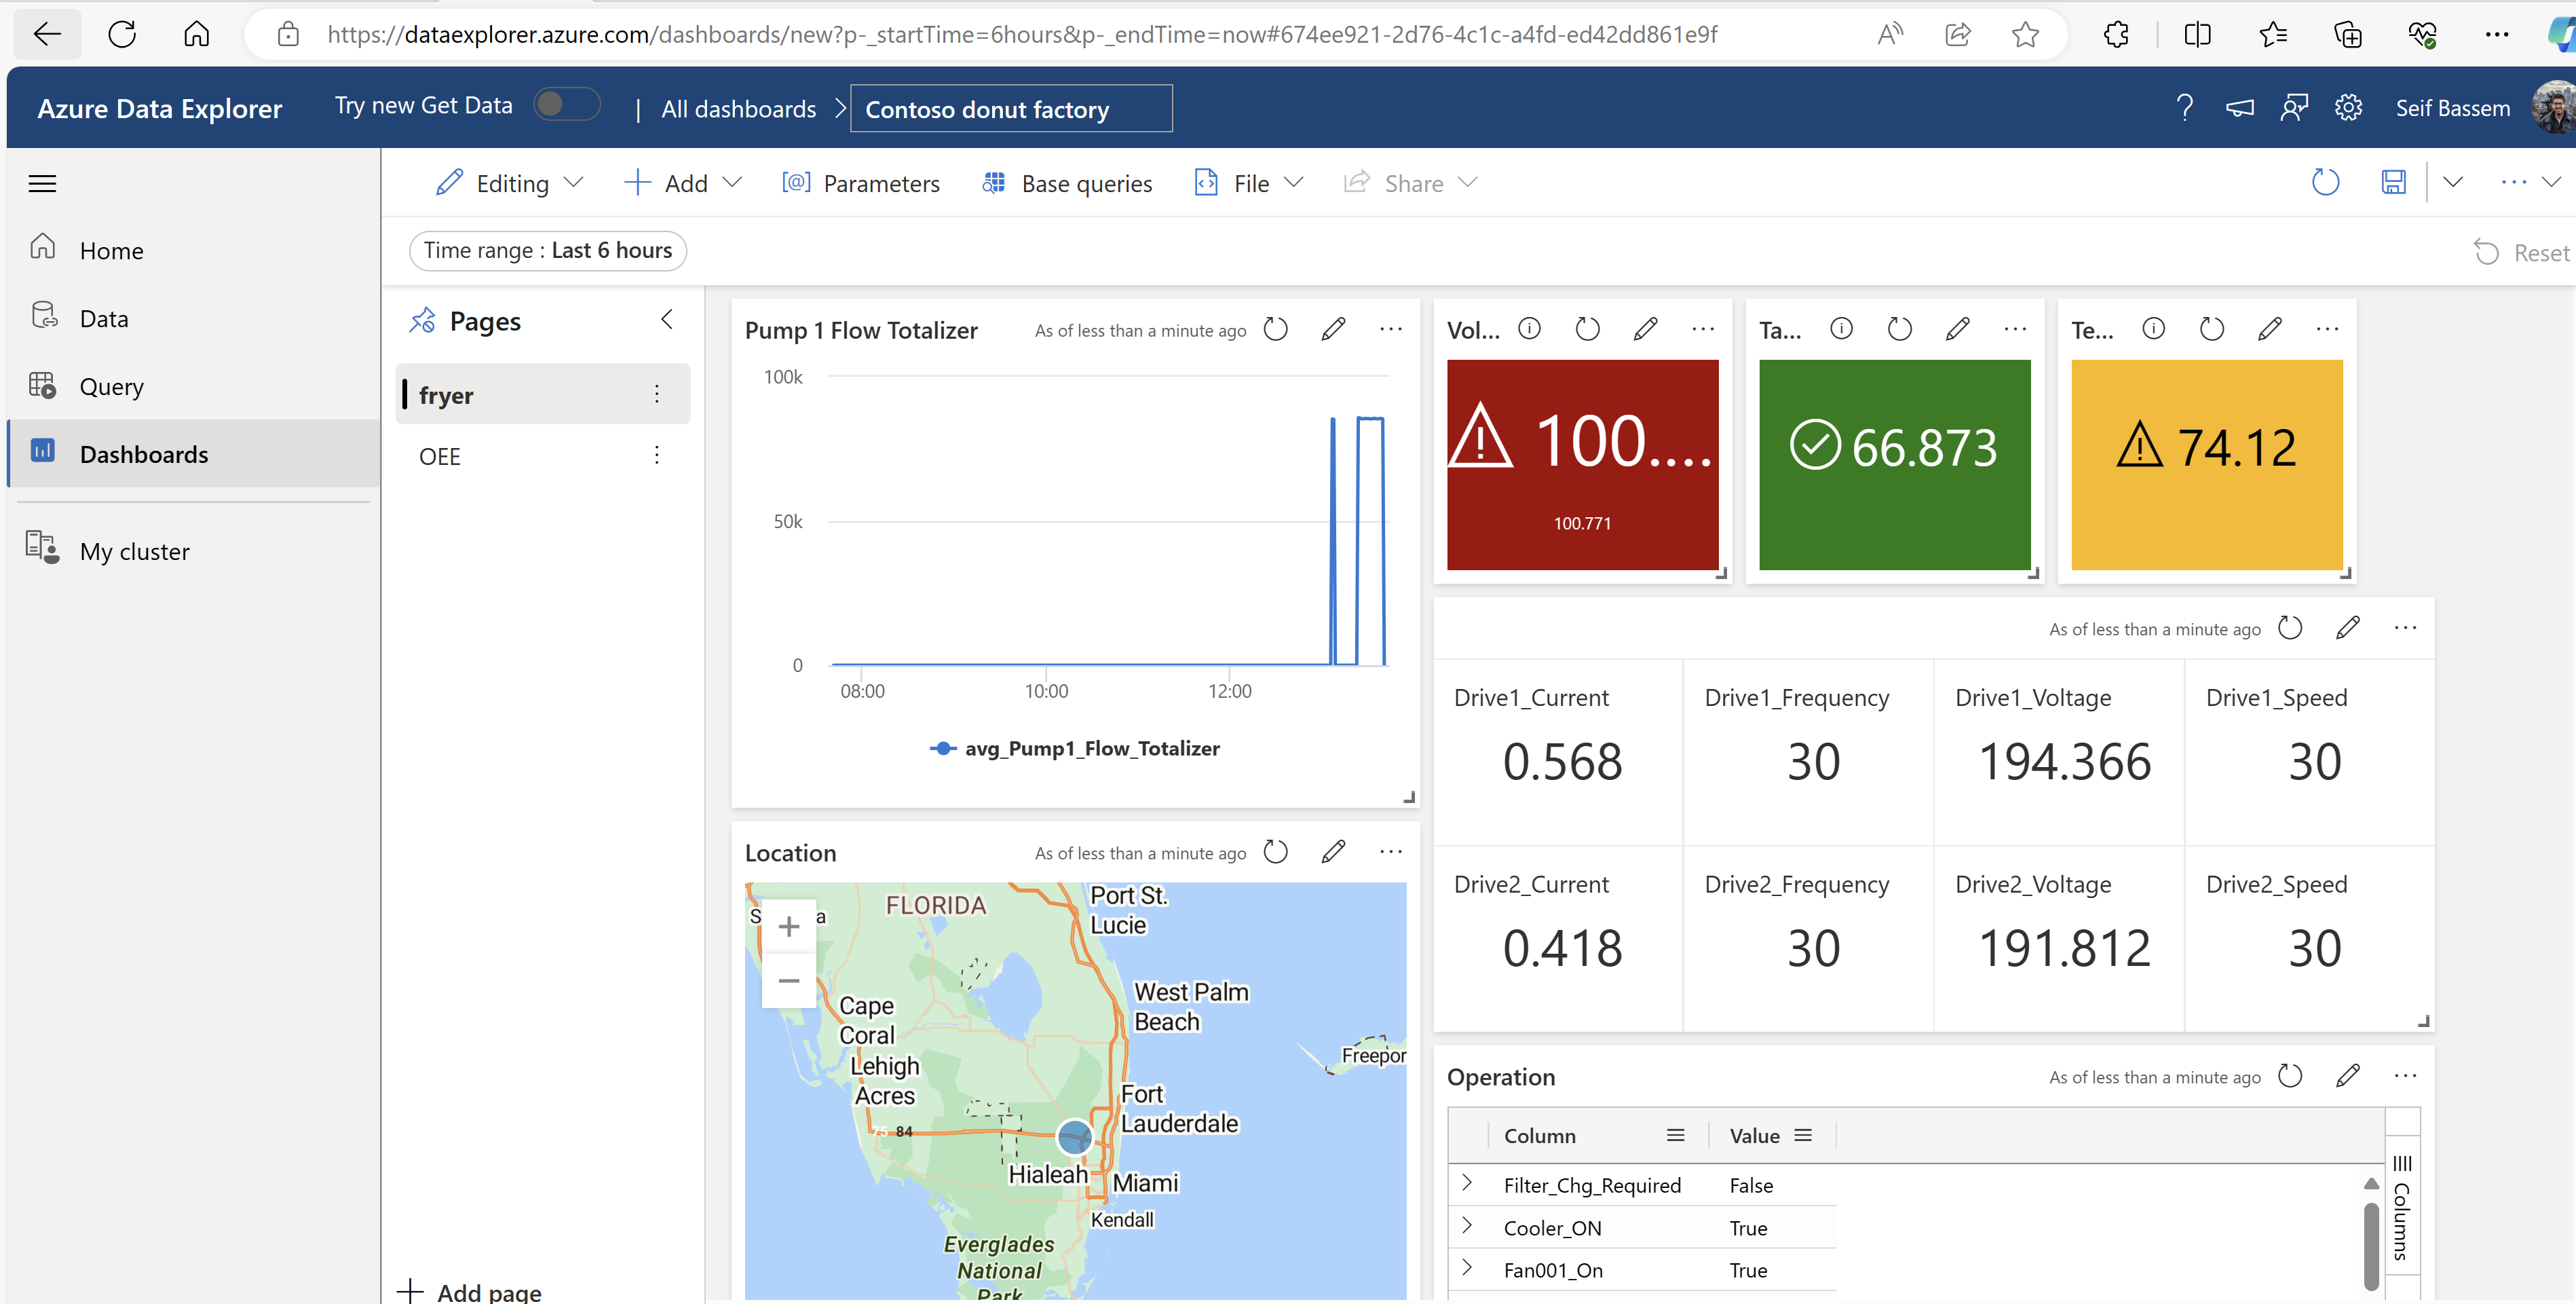 https://dataexplorer.azure.com/dashboards/new?p-_startTime=6hours&p-_endTime=now#674ee921-2d76-4c1c-a4fd-ed42dd861e9f
Azure Data Explorer
Try new Get Data
| All dashboards > Contoso donut factory
Seif Bassem
Editing
Add
Parameters
Base queries
File
Share
Time range : Last 6 hours
Reset
Home
Data
Query
Dashboards
My cluster
Pages
fryer
OEE
Add page
Pump 1 Flow Totalizer
As of less than a minute ago
100k
50k
0
08:00
10:00
12:00
avg_Pump1_Flow_Totalizer
Vol...
100....
100.771
Ta...
66.873
Te...
74.12
As of less than a minute ago
Drive1_Current
Drive1_Frequency
Drive1_Voltage
Drive1_Speed
0.568
30
194.366
30
Drive2_Current
Drive2_Frequency
Drive2_Voltage
Drive2_Speed
0.418
30
191.812
30
Location
As of less than a minute ago
FLORIDA
Port St.
Lucie
West Palm
Beach
Cape
Coral
Lehigh
Acres
Freepor
Fort
Lauderdale
75 84
Hialeah
Miami
Kendall
Everglades
National
Park
Operation
As of less than a minute ago
Column
Value
Filter_Chg_Required
False
Cooler_ON
True
Fan001_On
True
Columns